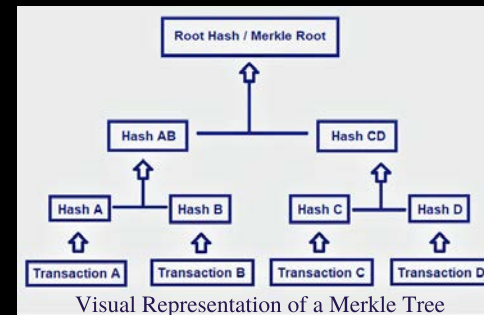 Root Hash / Merkle Root
Hash AB Hash CD
Hash A Hash B Hash C Hash D
Transaction A Transaction B Transaction C Transaction D
Visual Representation of a Merkle Tree